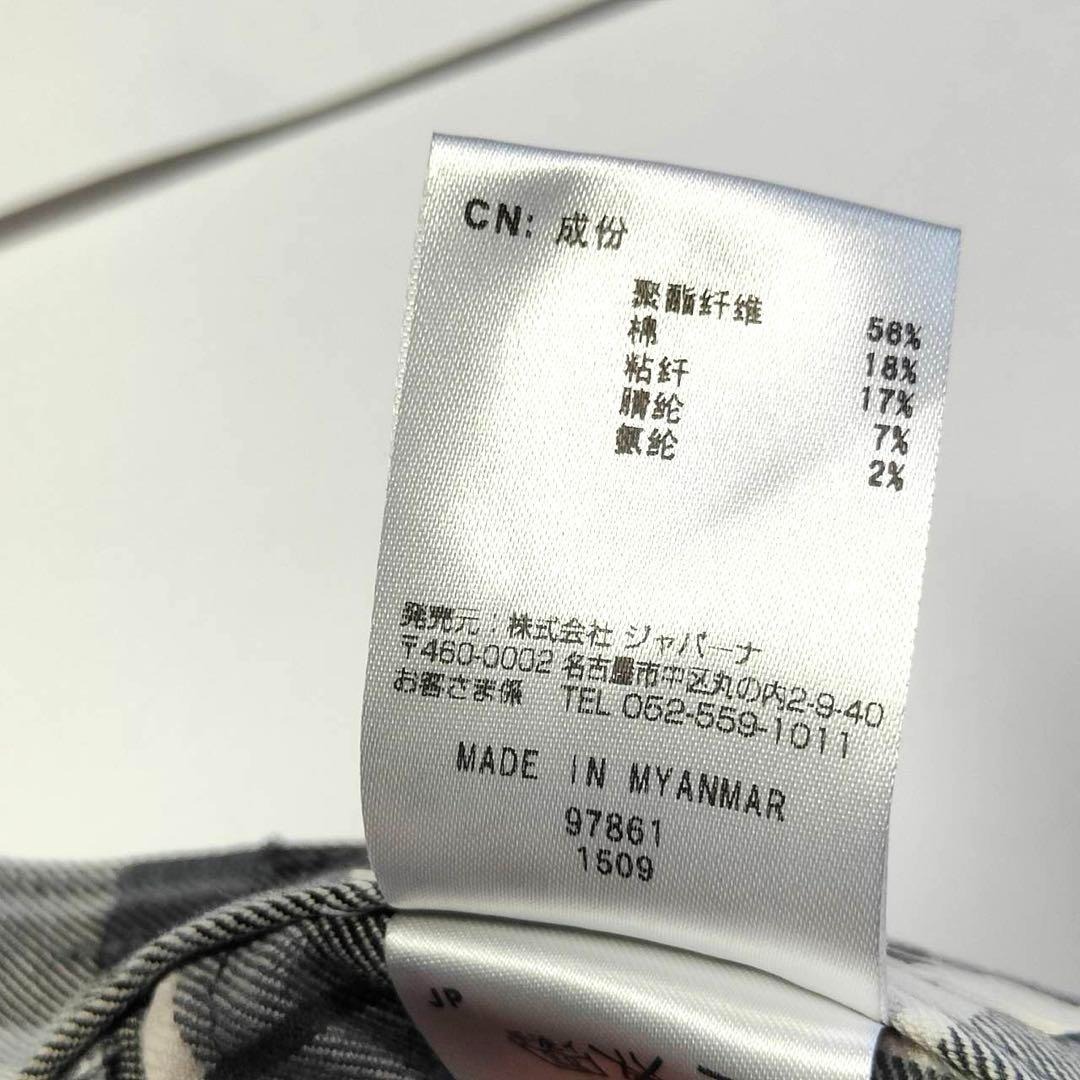 CN: 成份
聚酯纤维 56%
棉 18%
粘纤 17%
腈纶 7%
氨纶 2%
発売元：株式会社 ジャパーナ
〒460-0002 名古屋市中区丸の内2-9-40
お客さま係 TEL 052-559-1011
MADE IN MYANMAR
97861
1509
JP